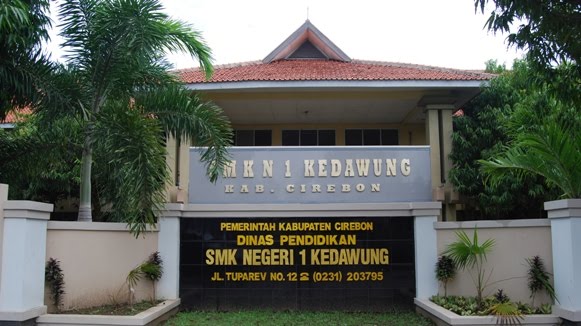 SMKN 1 KEDAWUNG
KAB. CIREBON
PEMERINTAH KABUPATEN CIREBON
DINAS PENDIDIKAN
SMK NEGERI 1 KEDAWUNG
JL. TUPAREV NO. 12 ☎ (0231) 203795